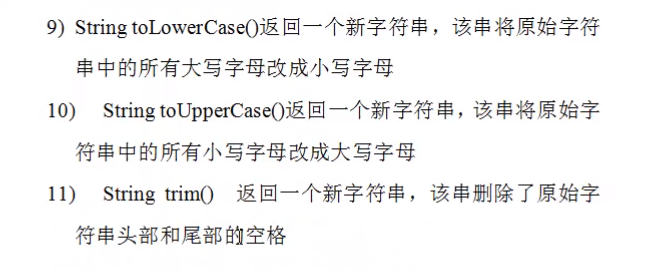 9) String toLowerCase()返回一个新字符串，该串将原始字符
串中的所有大写字母改成小写字母
10) String toUpperCase()返回一个新字符串，该串将原始字
符串中的所有小写字母改成大写字母
11) String trim() 返回一个新字符串，该串删除了原始字
符串头部和尾部的空格